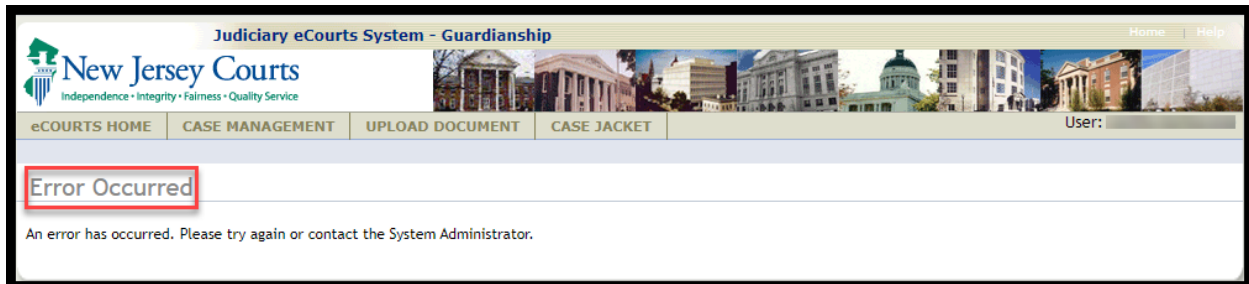 Judiciary eCourts System - Guardianship
Home | Help
New Jersey Courts
Independence • Integrity • Fairness • Quality Service
eCOURTS HOME CASE MANAGEMENT UPLOAD DOCUMENT CASE JACKET
User:
Error Occurred
An error has occurred. Please try again or contact the System Administrator.